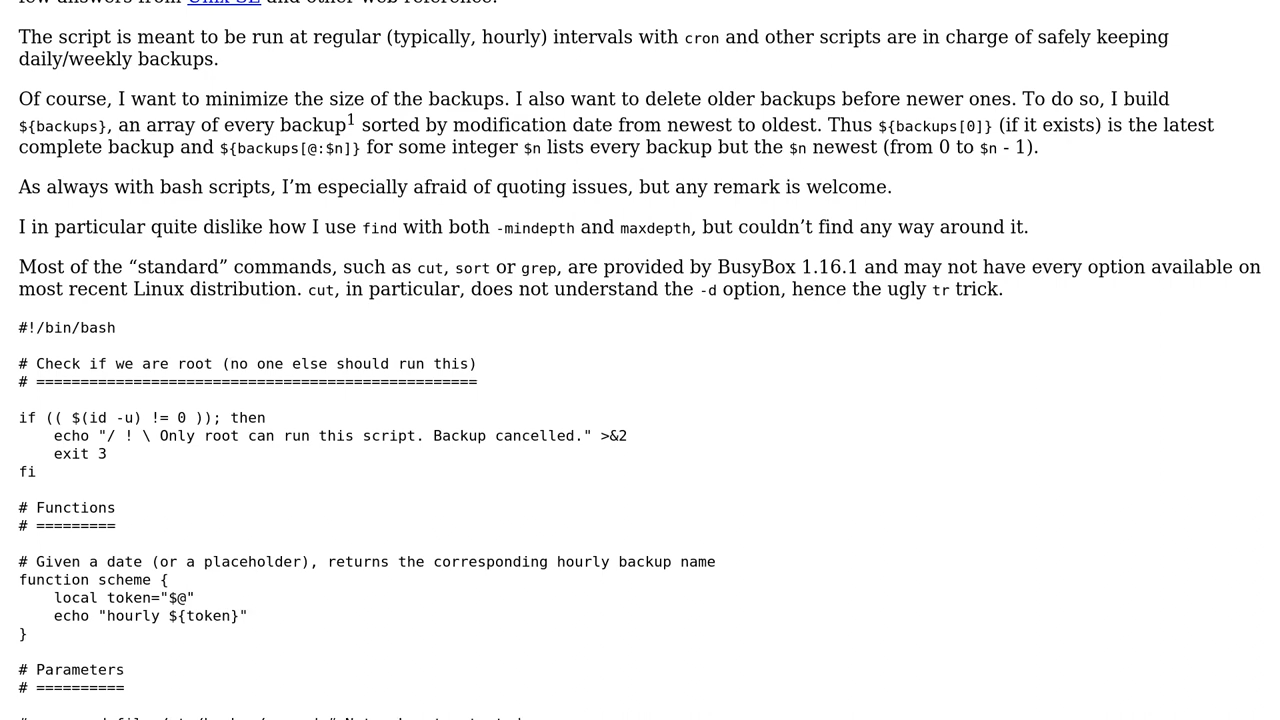 few answers from Unix SE and other web reference.
The script is meant to be run at regular (typically, hourly) intervals with cron and other scripts are in charge of safely keeping
daily/weekly backups.
Of course, I want to minimize the size of the backups. I also want to delete older backups before newer ones. To do so, I build
${backups}, an array of every backup1 sorted by modification date from newest to oldest. Thus ${backups[0]} (if it exists) is the latest
complete backup and ${backups[@:$n]} for some integer $n lists every backup but the $n newest (from 0 to $n - 1).
As always with bash scripts, I’m especially afraid of quoting issues, but any remark is welcome.
I in particular quite dislike how I use find with both -mindepth and maxdepth, but couldn’t find any way around it.
Most of the “standard” commands, such as cut, sort or grep, are provided by BusyBox 1.16.1 and may not have every option available on
most recent Linux distribution. cut, in particular, does not understand the -d option, hence the ugly tr trick.
#!/bin/bash
# Check if we are root (no one else should run this)
# ==================================================
if (( $(id -u) != 0 )); then
    echo "/ ! \ Only root can run this script. Backup cancelled." >&2
    exit 3
fi
# Functions
# =========
# Given a date (or a placeholder), returns the corresponding hourly backup name
function scheme {
    local token="$@"
    echo "hourly ${token}"
}
# Parameters
# ==========